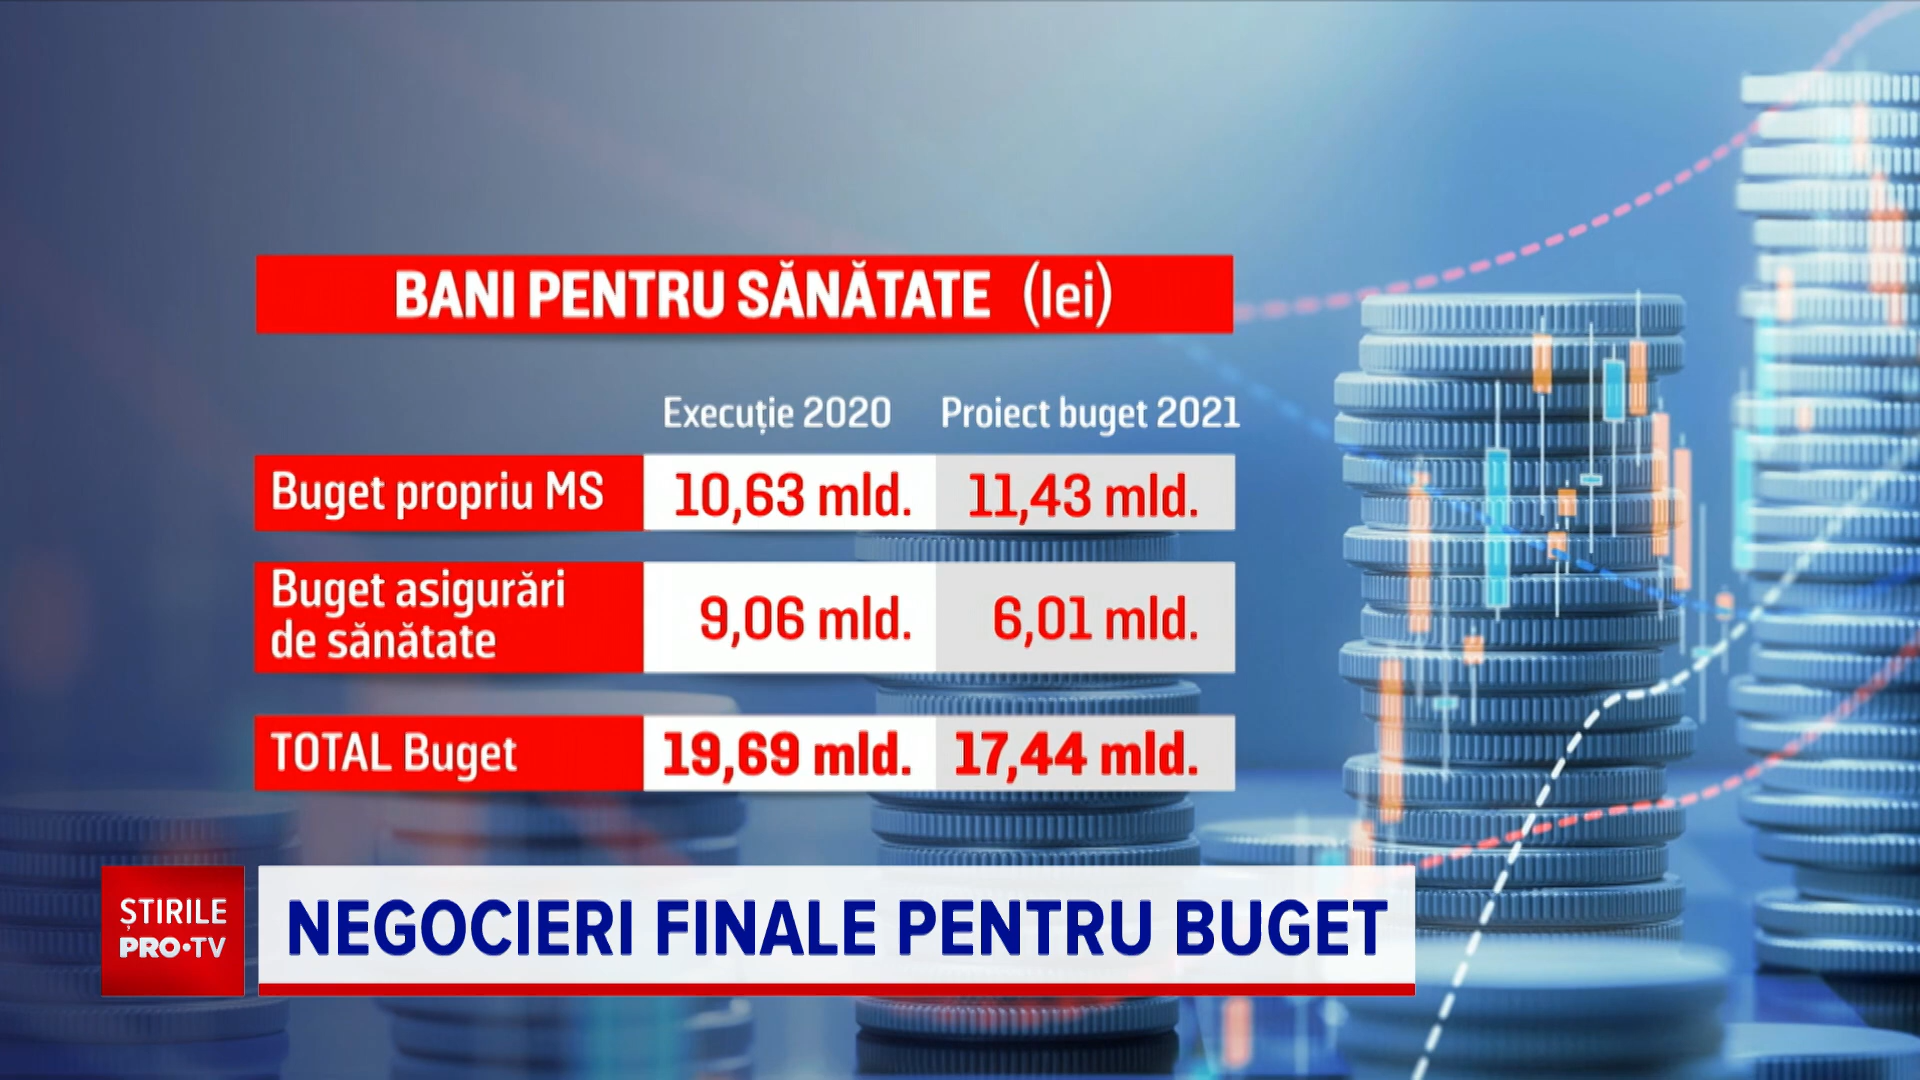 BANI PENTRU SĂNĂTATE (lei)
Execuție 2020 Proiect buget 2021
Buget propriu MS 10,63 mld. 11,43 mld.
Buget asigurări
de sănătate
9,06 mld. 6,01 mld.
TOTAL Buget 19,69 mld. 17,44 mld.
ȘTIRILE
PRO•TV
NEGOCIERI FINALE PENTRU BUGET